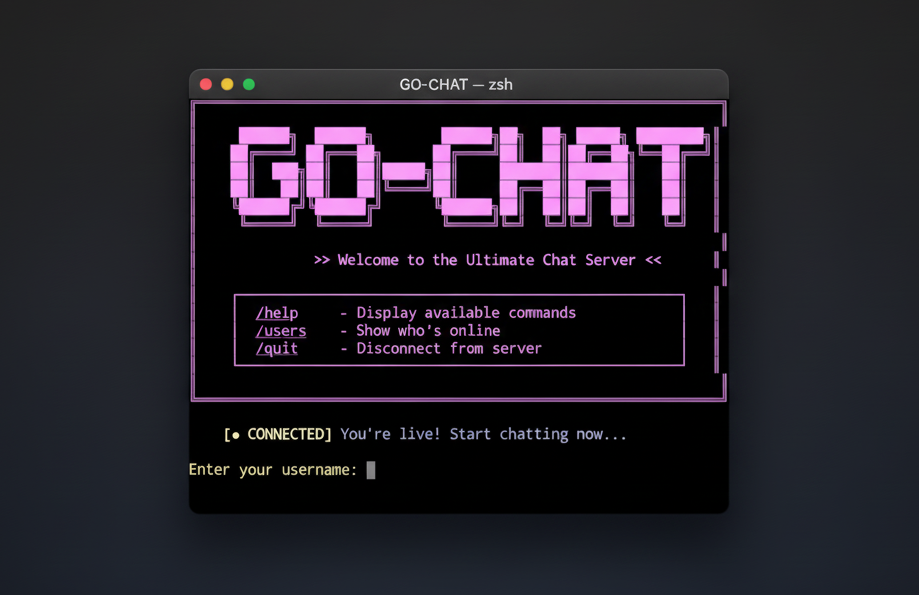 GO-CHAT — zsh
GO-CHAT
>> Welcome to the Ultimate Chat Server <<
/help - Display available commands
/users - Show who's online
/quit - Disconnect from server
[● CONNECTED] You're live! Start chatting now...
Enter your username: